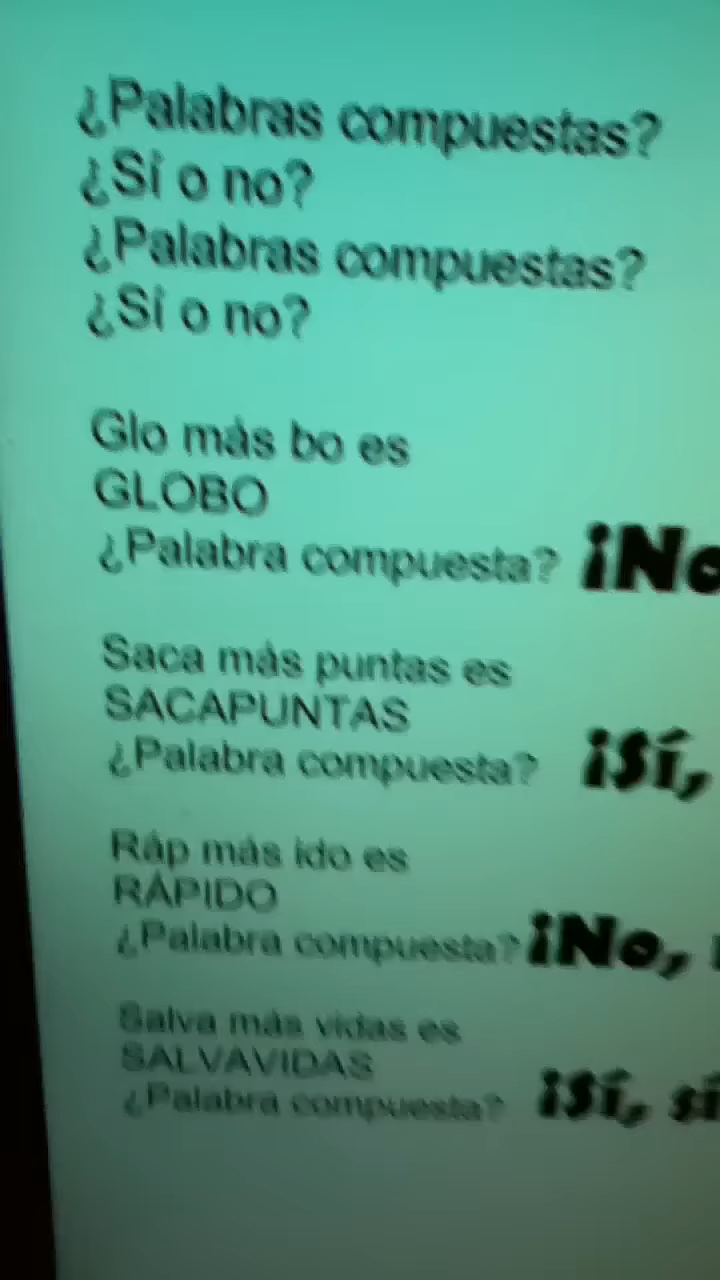 ¿Palabras compuestas?
¿Sí o no?
¿Palabras compuestas?
¿Sí o no?
Glo más bo es
GLOBO
¿Palabra compuesta? ¡No
Saca más puntas es
SACAPUNTAS
¿Palabra compuesta? ¡Sí,
Ráp más ido es
RÁPIDO
¿Palabra compuesta? ¡No,
Salva más vidas es
SALVAVIDAS
¿Palabra compuesta? ¡Sí, sí